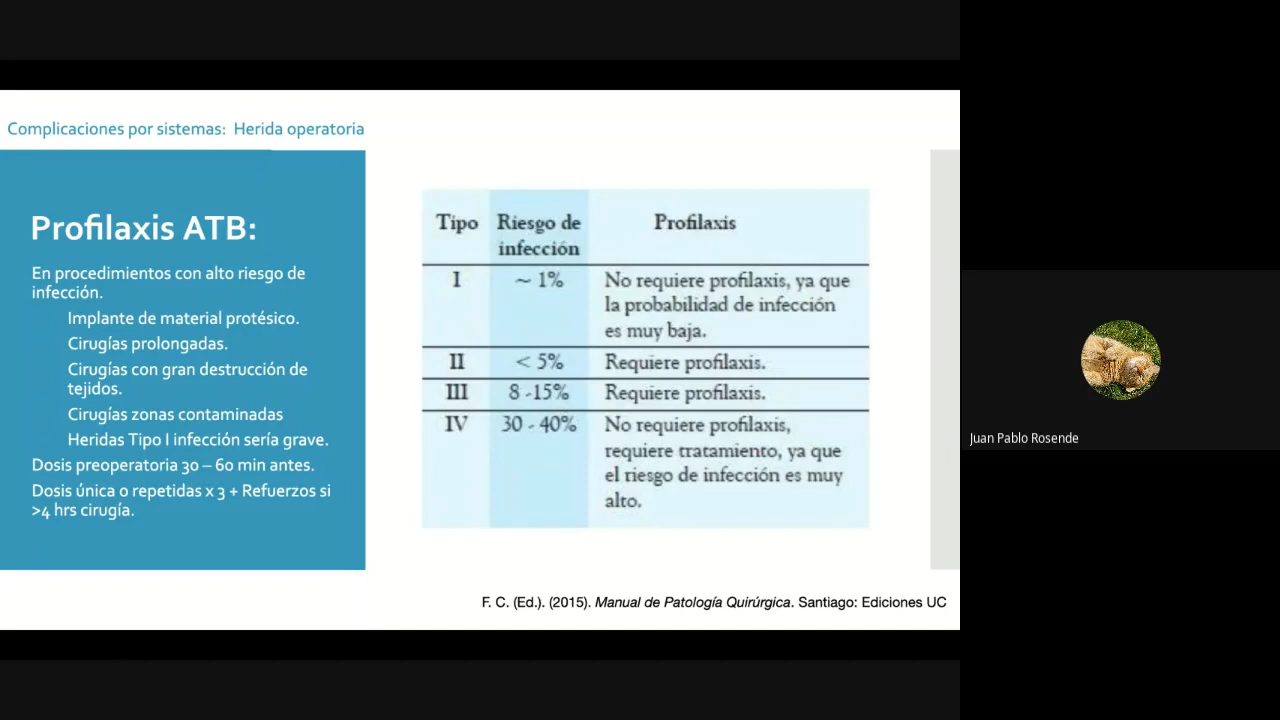 Complicaciones por sistemas: Herida operatoria
Profilaxis ATB:
En procedimientos con alto riesgo de
infección.
Implante de material protésico.
Cirugías prolongadas.
Cirugías con gran destrucción de
tejidos.
Cirugías zonas contaminadas
Heridas Tipo I infección sería grave.
Dosis preoperatoria 30 – 60 min antes.
Dosis única o repetidas x 3 + Refuerzos si
>4 hrs cirugía.
Tipo Riesgo de Profilaxis
infección
I ~ 1% No requiere profilaxis, ya que
la probabilidad de infección
es muy baja.
II < 5% Requiere profilaxis.
III 8 -15% Requiere profilaxis.
IV 30 - 40% No requiere profilaxis,
requiere tratamiento, ya que
el riesgo de infección es muy
alto.
F. C. (Ed.). (2015). Manual de Patología Quirúrgica. Santiago: Ediciones UC
Juan Pablo Rosende